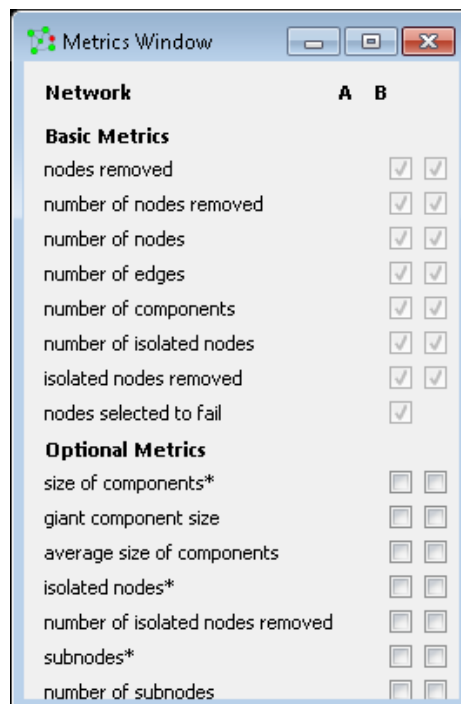 Metrics Window
Network A B
Basic Metrics
nodes removed
number of nodes removed
number of nodes
number of edges
number of components
number of isolated nodes
isolated nodes removed
nodes selected to fail
Optional Metrics
size of components*
giant component size
average size of components
isolated nodes*
number of isolated nodes removed
subnodes*
number of subnodes